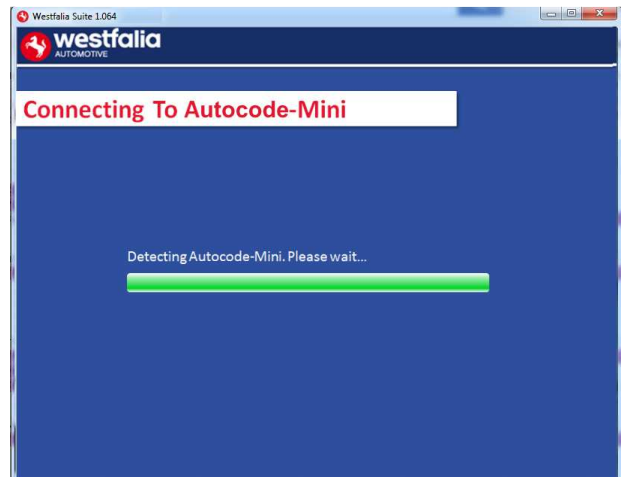 Westfalia Suite 1.064
westfalia
AUTOMOTIVE
Connecting To Autocode-Mini
Detecting Autocode-Mini. Please wait...